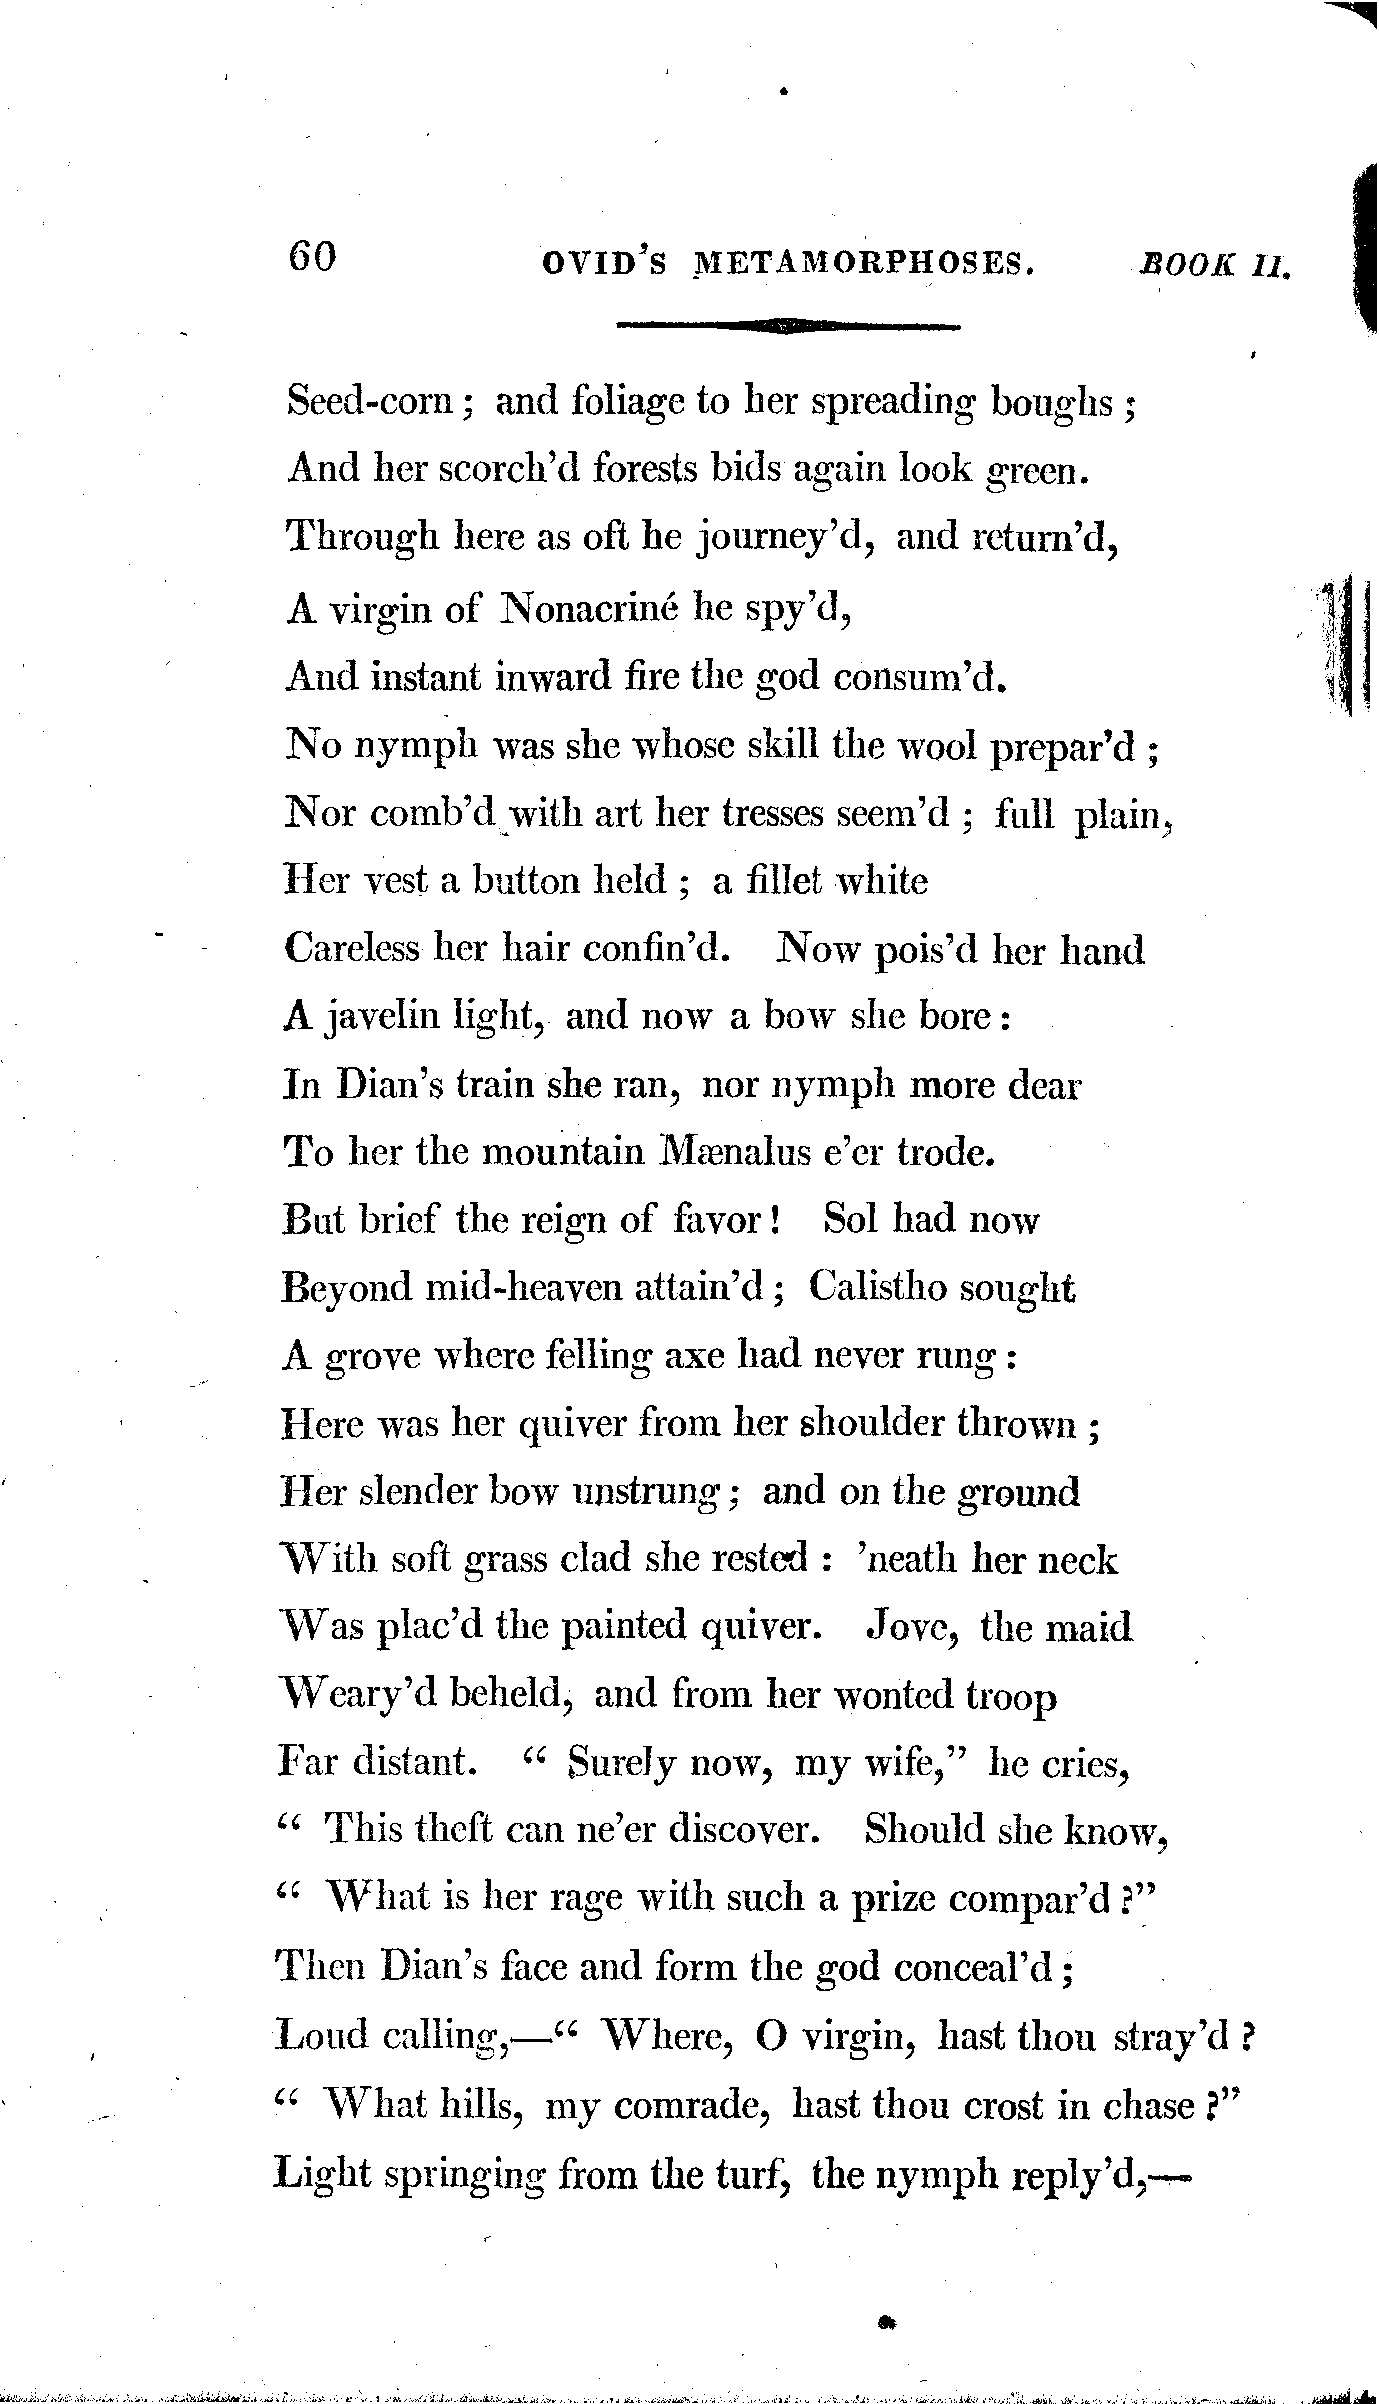 60 OVID'S METAMORPHOSES. BOOK II.
Seed-corn ; and foliage to her spreading boughs ;
And her scorch'd forests bids again look green.
Through here as oft he journey'd, and return'd,
A virgin of Nonacriné he spy'd,
And instant inward fire the god consum'd.
No nymph was she whose skill the wool prepar'd ;
Nor comb'd with art her tresses seem'd ; full plain,
Her vest a button held ; a fillet white
Careless her hair confin'd. Now pois'd her hand
A javelin light, and now a bow she bore :
In Dian's train she ran, nor nymph more dear
To her the mountain Mænalus e'er trode.
But brief the reign of favor ! Sol had now
Beyond mid-heaven attain'd ; Calistho sought
A grove where felling axe had never rung :
Here was her quiver from her shoulder thrown ;
Her slender bow unstrung ; and on the ground
With soft grass clad she rested : 'neath her neck
Was plac'd the painted quiver. Jove, the maid
Weary'd beheld, and from her wonted troop
Far distant. “ Surely now, my wife,” he cries,
“ This theft can ne'er discover. Should she know,
“ What is her rage with such a prize compar'd ?”
Then Dian's face and form the god conceal'd ;
Loud calling,—“ Where, O virgin, hast thou stray'd ?
“ What hills, my comrade, hast thou crost in chase ?”
Light springing from the turf, the nymph reply'd,—